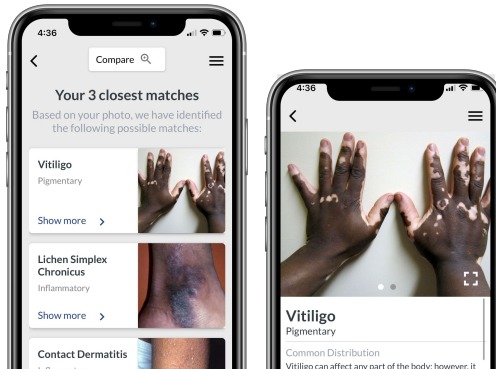 4:36
Compare
Your 3 closest matches
Based on your photo, we have identified
the following possible matches:
Vitiligo
Pigmentary
Show more
Lichen Simplex
Chronicus
Inflammatory
Show more
Contact Dermatitis
4:36
Vitiligo
Pigmentary
Common Distribution
Vitiligo can affect any part of the body; however, it